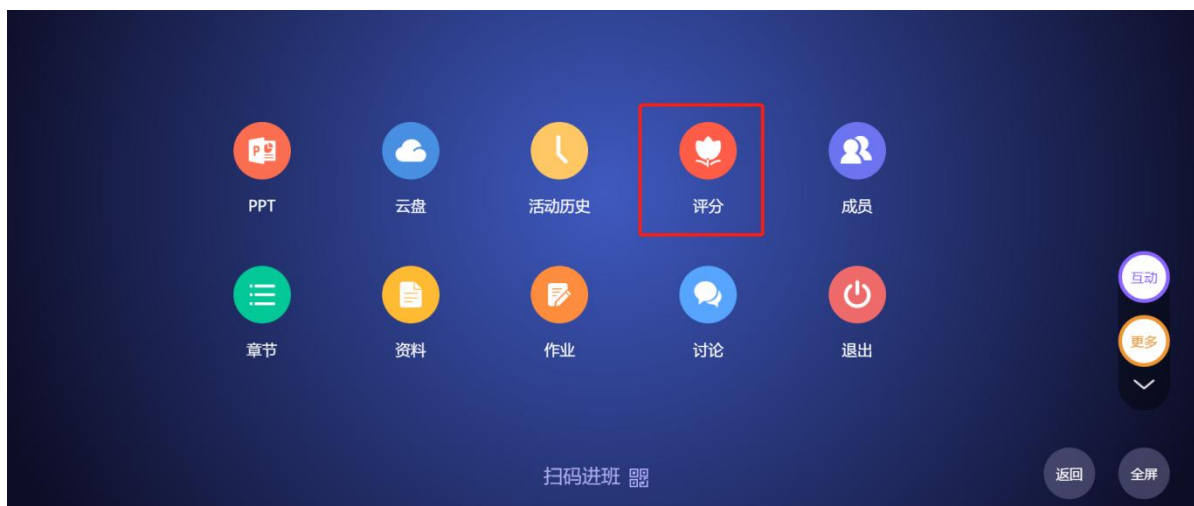 PPT 云盘 活动历史 评分 成员
互动
章节 资料 作业 讨论 退出
更多
扫码进班
返回 全屏